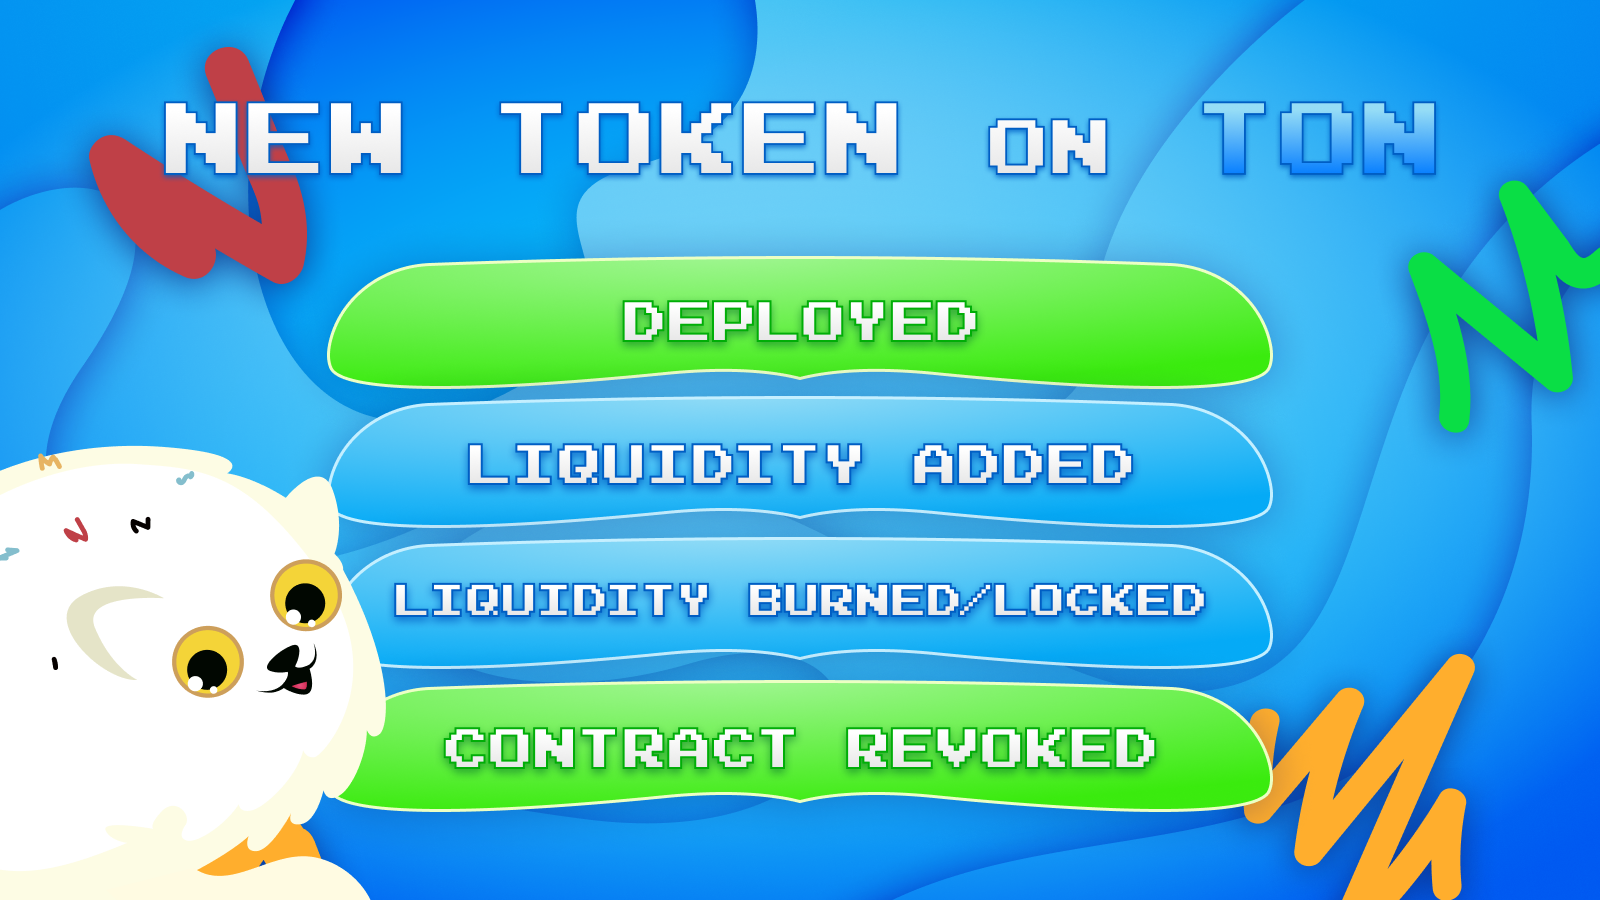 NEW TOKEN ON TON
DEPLOYED
LIQUIDITY ADDED
LIQUIDITY BURNED/LOCKED
CONTRACT REVOKED